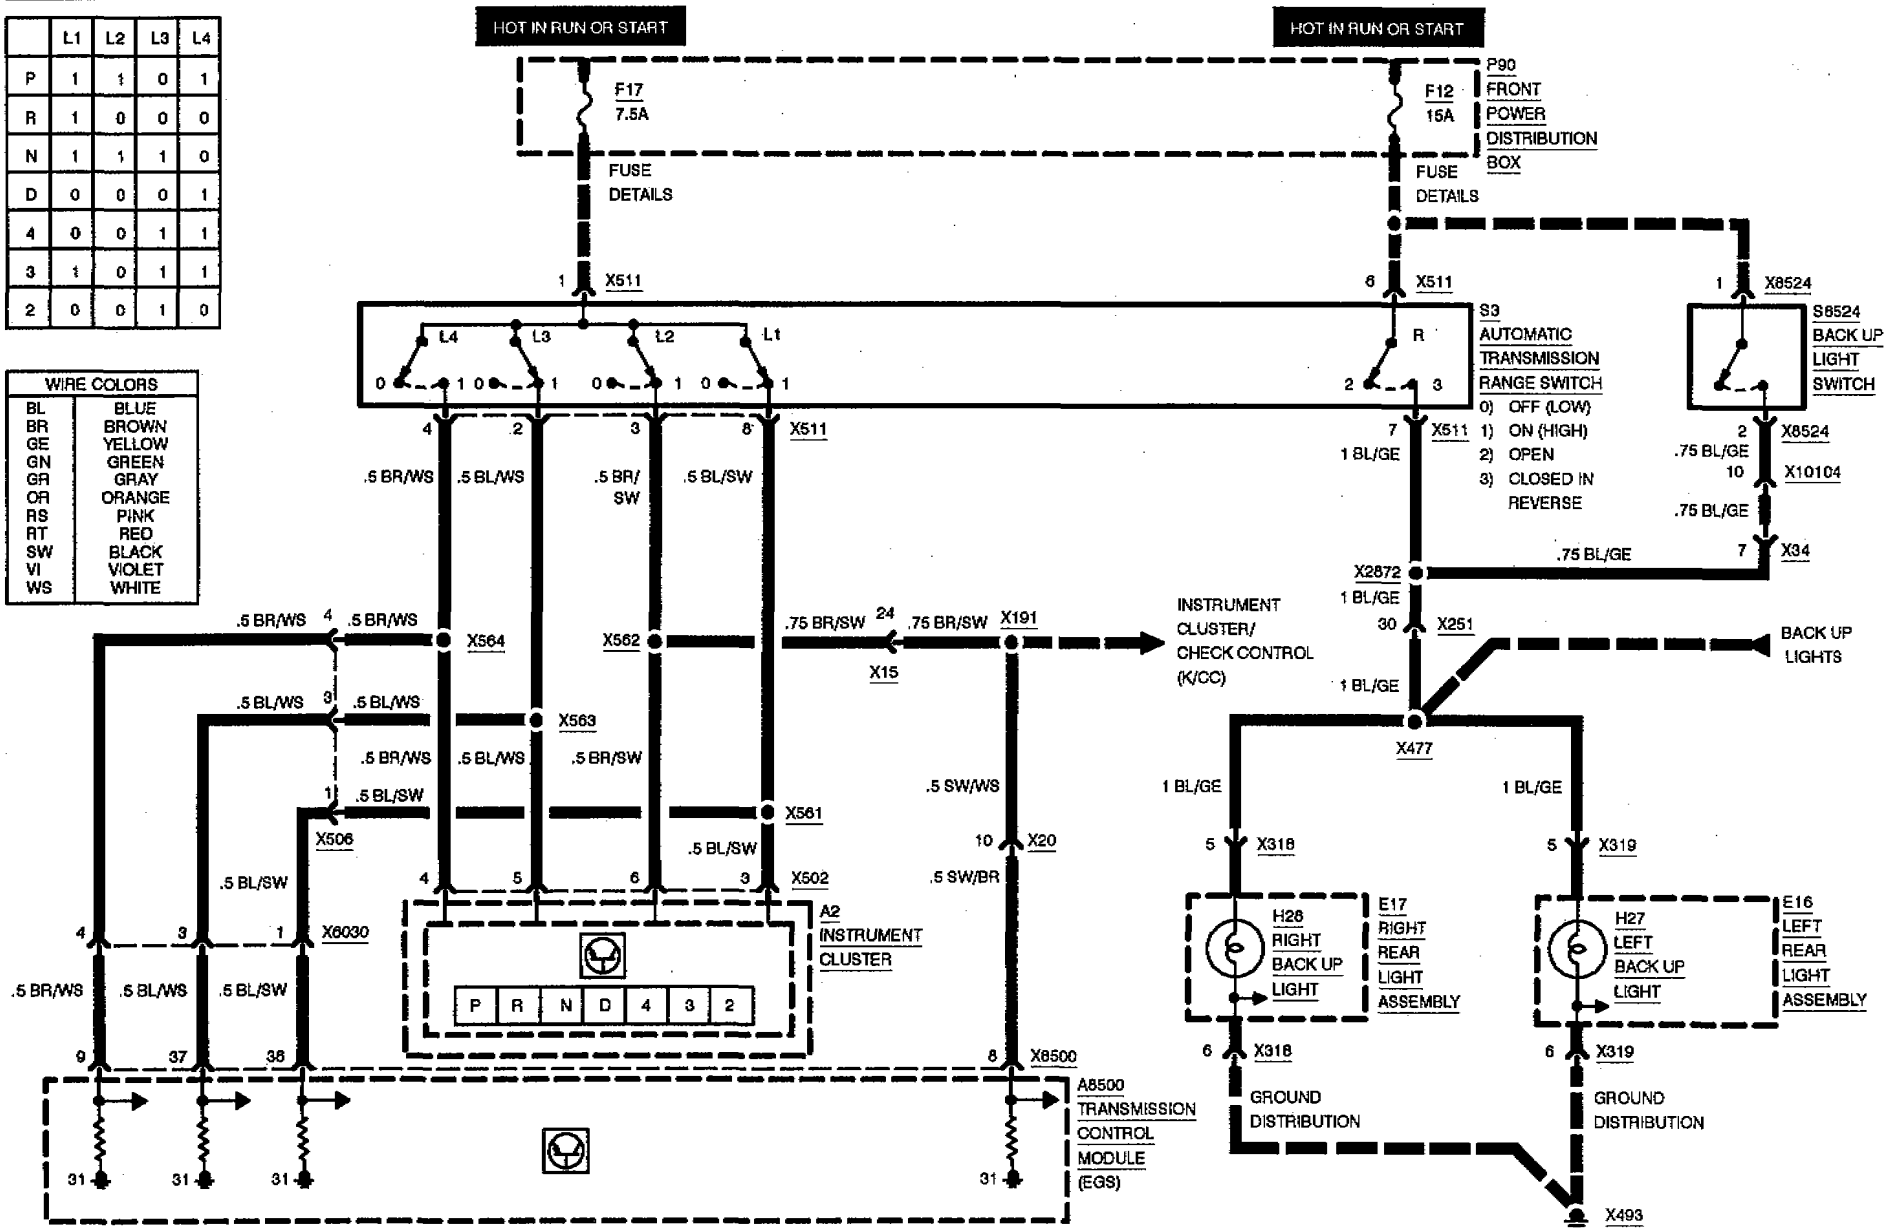 HOT IN RUN OR START
HOT IN RUN OR START
L1 L2 L3 L4
P 1 1 0 1
R 1 0 0 0
N 1 1 1 0
D 0 0 0 1
4 0 0 1 1
3 1 0 1 1
2 0 0 1 0
F17
7.5A
F12
15A
P90
FRONT
POWER
DISTRIBUTION
BOX
FUSE
DETAILS
FUSE
DETAILS
1 X511
6 X511
1 X8524
L4 L3 L2 L1
0 1 0 1 0 1 0 1
R
2 3
S3
AUTOMATIC
TRANSMISSION
RANGE SWITCH
0) OFF (LOW)
1) ON (HIGH)
2) OPEN
3) CLOSED IN
REVERSE
S8524
BACK UP
LIGHT
SWITCH
WIRE COLORS
BL BLUE
BR BROWN
GE YELLOW
GN GREEN
GR GRAY
OR ORANGE
RS PINK
RT RED
SW BLACK
VI VIOLET
WS WHITE
4 2 3 8 X511
7 X511
2 X8524
.5 BR/WS .5 BL/WS .5 BR/
SW
.5 BL/SW
1 BL/GE
.75 BL/GE
10 X10104
.75 BL/GE
7 X34
.75 BL/GE
X2872
1 BL/GE
30 X251
1 BL/GE
BACK UP
LIGHTS
X477
.5 BR/WS 4 .5 BR/WS
X564
X562
.75 BR/SW 24 .75 BR/SW
X15
X191
INSTRUMENT
CLUSTER/
CHECK CONTROL
(K/CC)
.5 BL/WS 3 .5 BL/WS
X563
.5 BR/WS .5 BL/WS .5 BR/SW
1 .5 BL/SW
X506
X561
.5 BL/SW
.5 SW/WS
10 X20
.5 SW/BR
1 BL/GE
1 BL/GE
5 X318
5 X319
.5 BL/SW
4 5 6 3 X502
4 3 1 X6030
A2
INSTRUMENT
CLUSTER
P R N D 4 3 2
.5 BR/WS .5 BL/WS .5 BL/SW
H28
RIGHT
BACK UP
LIGHT
E17
RIGHT
REAR
LIGHT
ASSEMBLY
H27
LEFT
BACK UP
LIGHT
E16
LEFT
REAR
LIGHT
ASSEMBLY
9 37 38 8 X8500
6 X318
6 X319
GROUND
DISTRIBUTION
GROUND
DISTRIBUTION
A8500
TRANSMISSION
CONTROL
MODULE
(EGS)
31 31 31 31
X493